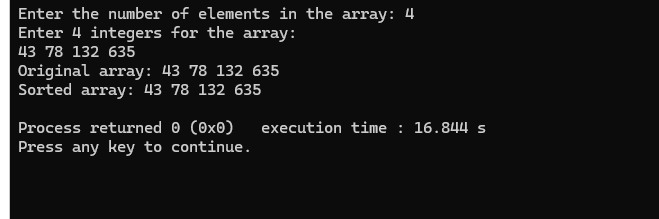 Enter the number of elements in the array: 4
Enter 4 integers for the array:
43 78 132 635
Original array: 43 78 132 635
Sorted array: 43 78 132 635
Process returned 0 (0x0)   execution time : 16.844 s
Press any key to continue.